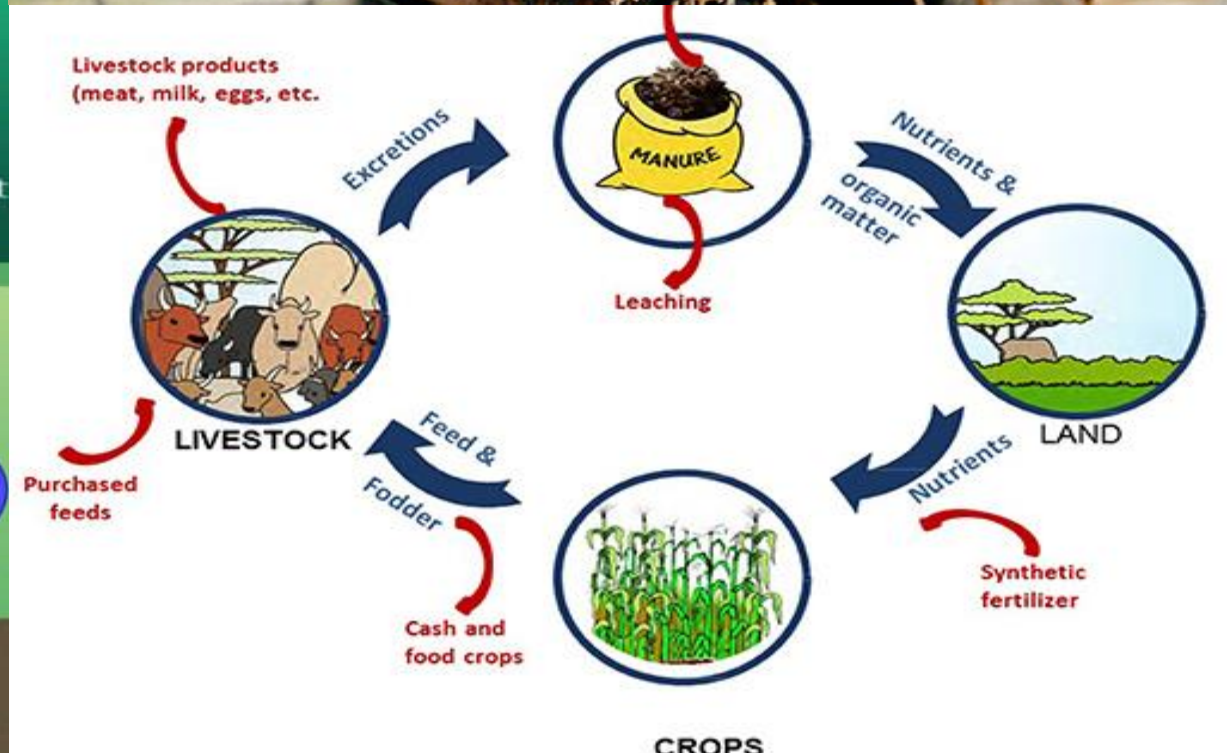 Livestock products
(meat, milk, eggs, etc.
Excretions
MANURE
Nutrients &
organic
matter
Leaching
LIVESTOCK
LAND
Purchased
feeds
Feed &
Fodder
Nutrients
Synthetic
fertilizer
Cash and
food crops
CROPS